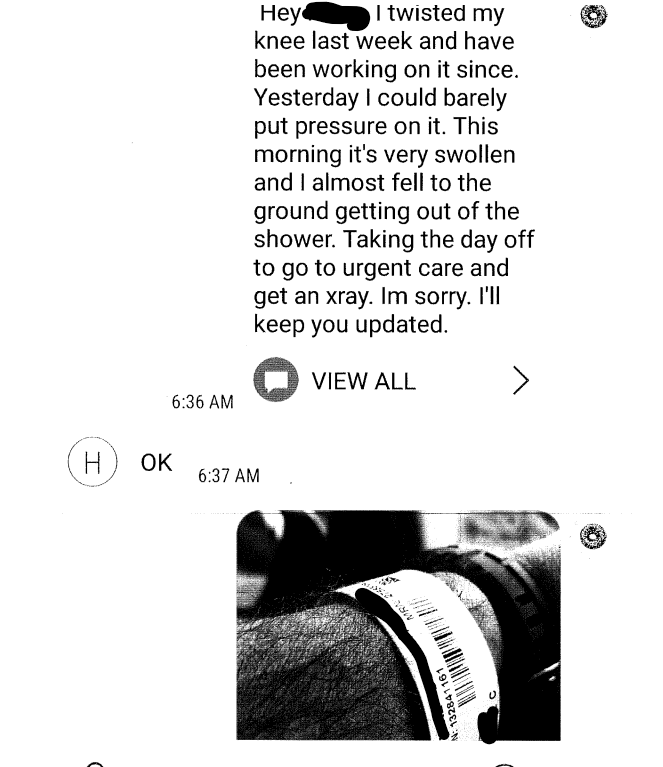 Hey I twisted my
knee last week and have
been working on it since.
Yesterday I could barely
put pressure on it. This
morning it's very swollen
and I almost fell to the
ground getting out of the
shower. Taking the day off
to go to urgent care and
get an xray. Im sorry. I'll
keep you updated.
VIEW ALL
6:36 AM
H
OK
6:37 AM
132841161
C